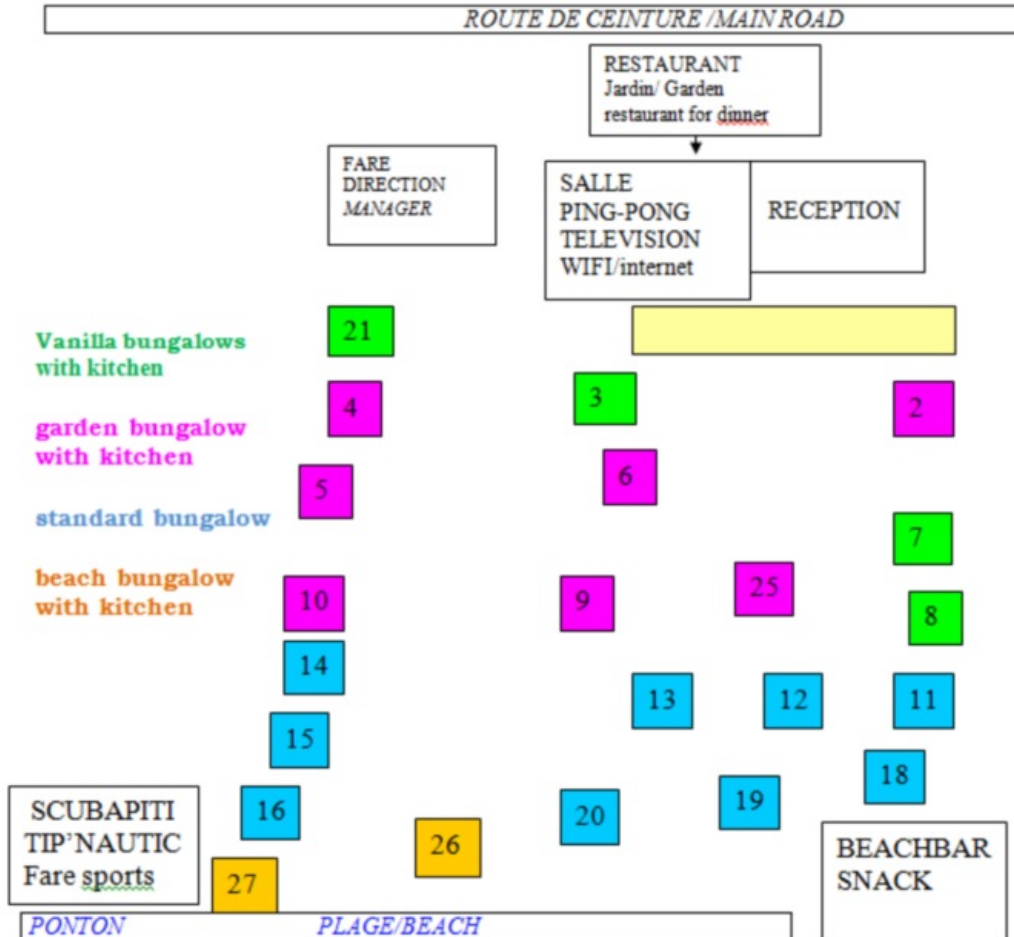 ROUTE DE CEINTURE /MAIN ROAD
RESTAURANT
Jardin/ Garden
restaurant for dinner
FARE
DIRECTION
MANAGER
SALLE
PING-PONG
TELEVISION
WIFI/internet
RECEPTION
Vanilla bungalows
with kitchen
garden bungalow
with kitchen
standard bungalow
beach bungalow
with kitchen
21
3
4
2
5
6
7
10
9
25
8
14
13
12
11
15
18
16
20
19
26
27
SCUBAPITI
TIP'NAUTIC
Fare sports
BEACHBAR
SNACK
PONTON PLAGE/BEACH